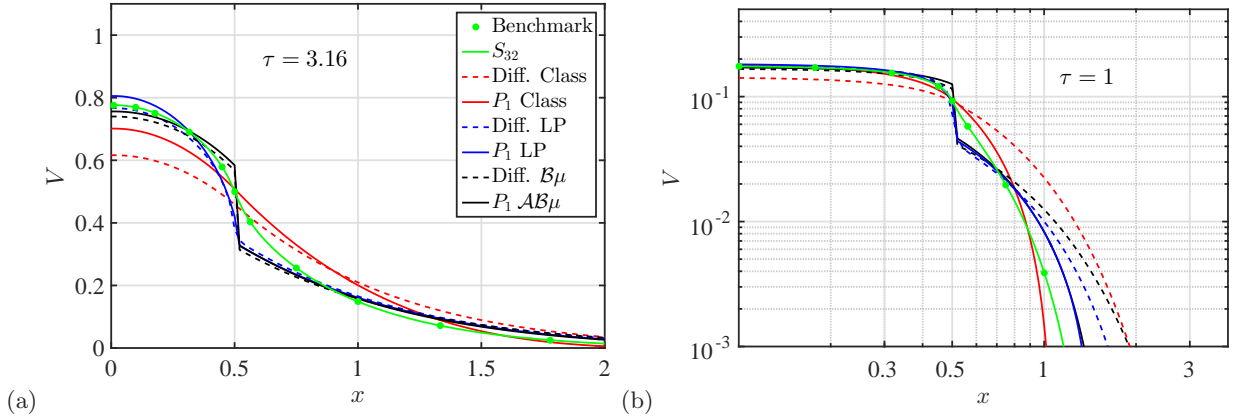 1
0.8
0.6
0.4
0.2
0
V
0
0.5
1
1.5
2
x
τ = 3.16
Benchmark
S₃₂
Diff. Class
P₁ Class
Diff. LP
P₁ LP
Diff. ℬμ
P₁ 𝒜ℬμ
(a)
10⁻¹
10⁻²
10⁻³
V
0.3
0.5
1
3
x
τ = 1
(b)